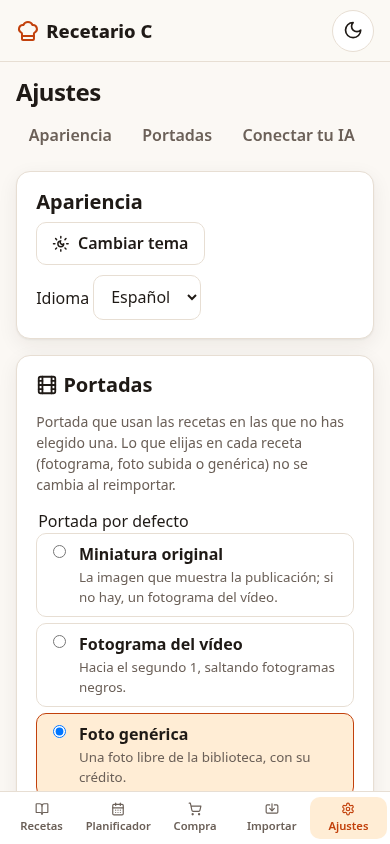 Recetario C
Ajustes
Apariencia Portadas Conectar tu IA
Apariencia
Cambiar tema
Idioma Español
Portadas
Portada que usan las recetas en las que no has
elegido una. Lo que elijas en cada receta
(fotograma, foto subida o genérica) no se
cambia al reimportar.
Portada por defecto
Miniatura original
La imagen que muestra la publicación; si
no hay, un fotograma del vídeo.
Fotograma del vídeo
Hacia el segundo 1, saltando fotogramas
negros.
Foto genérica
Una foto libre de la biblioteca, con su
crédito.
Recetas Planificador Compra Importar Ajustes